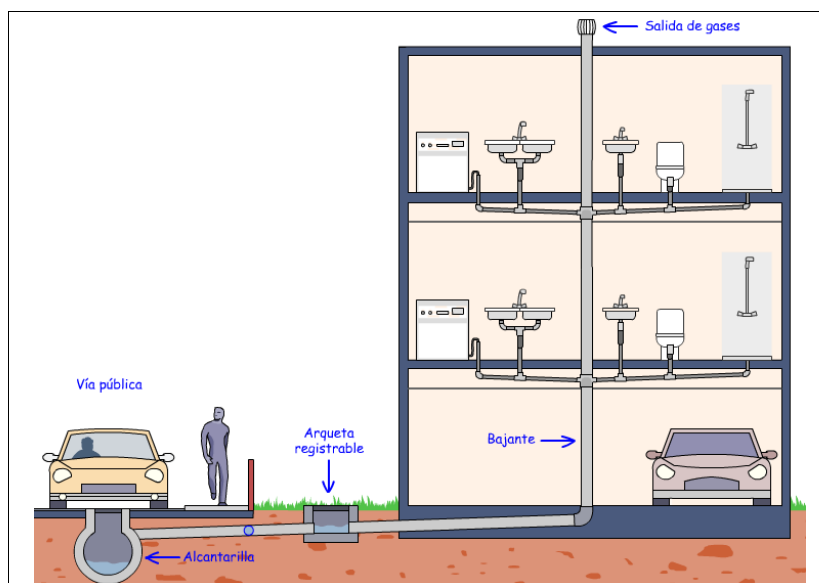 Salida de gases
Vía pública
Arqueta
registrable
Bajante
Alcantarilla